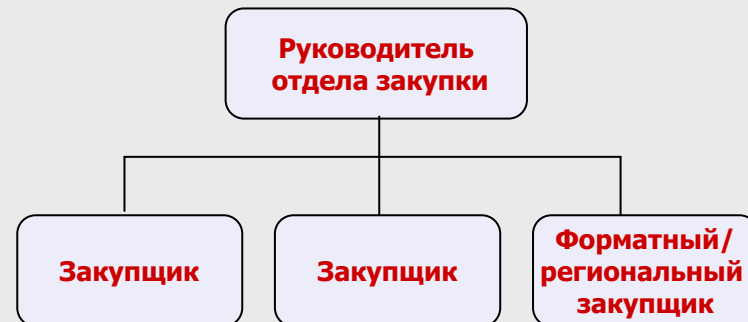 Руководитель
отдела закупки
Закупщик
Закупщик
Форматный/
региональный
закупщик